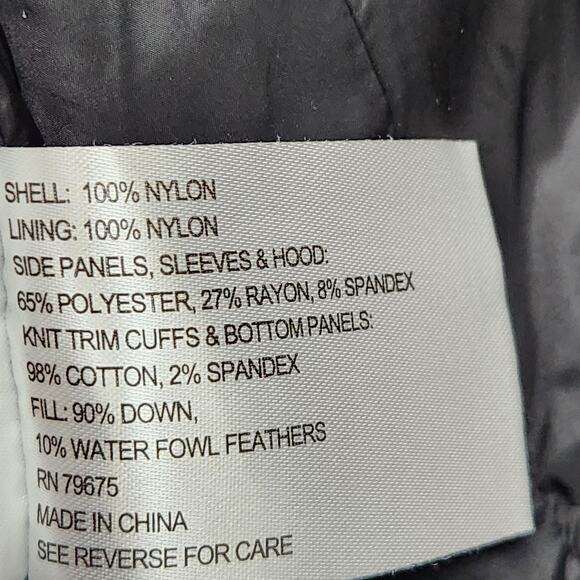 SHELL: 100% NYLON
LINING: 100% NYLON
SIDE PANELS, SLEEVES & HOOD:
65% POLYESTER, 27% RAYON, 8% SPANDEX
KNIT TRIM CUFFS & BOTTOM PANELS:
98% COTTON, 2% SPANDEX
FILL: 90% DOWN,
10% WATER FOWL FEATHERS
RN 79675
MADE IN CHINA
SEE REVERSE FOR CARE